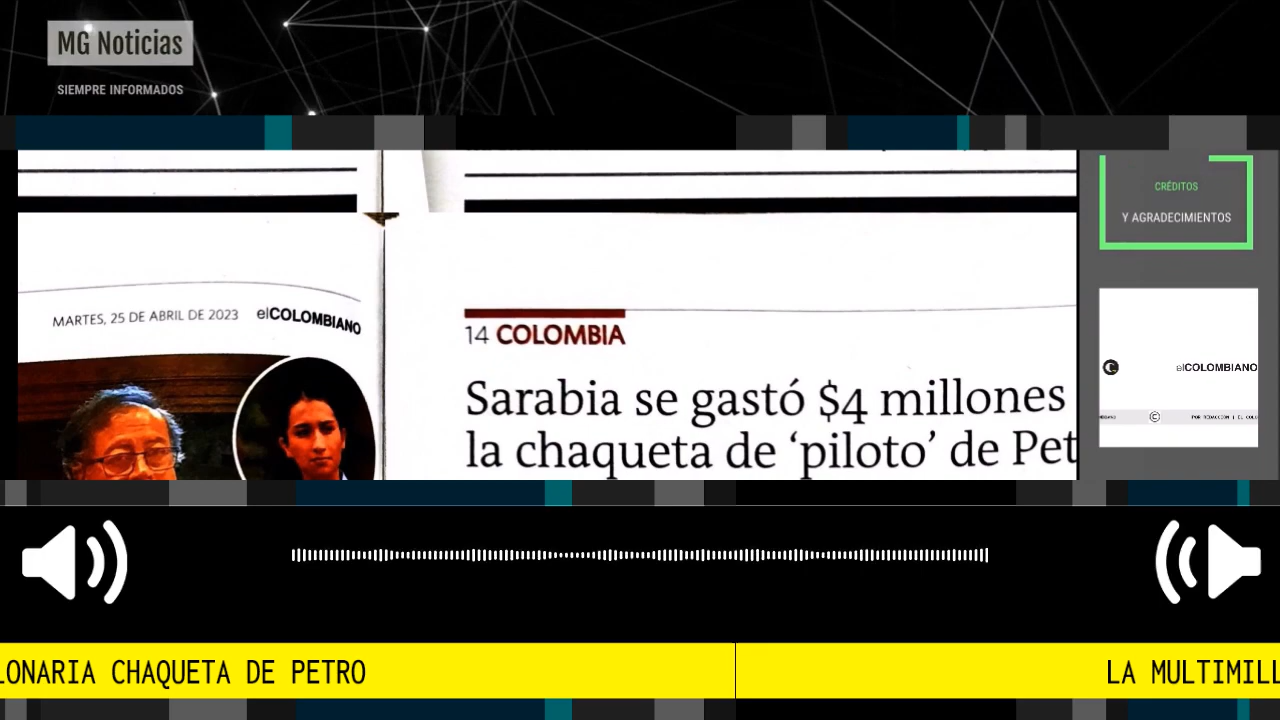 MG Noticias
SIEMPRE INFORMADOS
CRÉDITOS
Y AGRADECIMIENTOS
MARTES, 25 DE ABRIL DE 2023 elCOLOMBIANO
14 COLOMBIA
Sarabia se gastó $4 millones
la chaqueta de ‘piloto’ de Pet
elCOLOMBIANO
LONARIA CHAQUETA DE PETRO
LA MULTIMILL